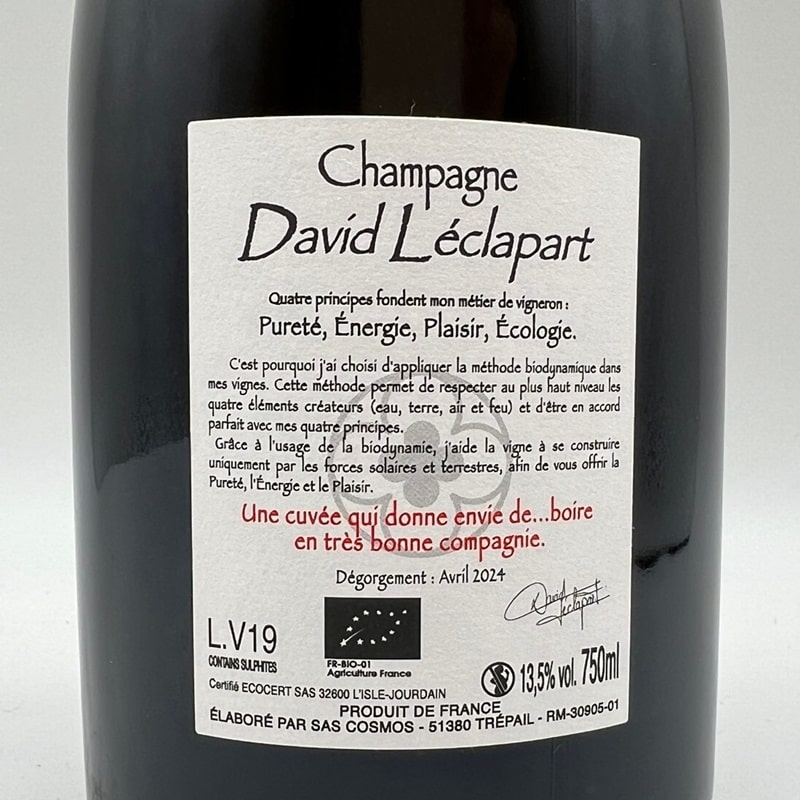 Champagne
David Léclapart
Quatre principes fondent mon métier de vigneron :
Pureté, Énergie, Plaisir, Écologie.
C'est pourquoi j'ai choisi d'appliquer la méthode biodynamique dans
mes vignes. Cette méthode permet de respecter au plus haut niveau les
quatre éléments créateurs (eau, terre, air et feu) et d'être en accord
parfait avec mes quatre principes.
Grâce à l'usage de la biodynamie, j'aide la vigne à se construire
uniquement par les forces solaires et terrestres, afin de vous offrir la
Pureté, l'Énergie et le Plaisir.
Une cuvée qui donne envie de...boire
en très bonne compagnie.
Dégorgement : Avril 2024
David Léclapart
L.V19
CONTAINS SULPHITES
FR-BIO-01
Agriculture France
13,5% vol. 750ml
Certifié ECOCERT SAS 32600 L'ISLE-JOURDAIN
PRODUIT DE FRANCE
ÉLABORÉ PAR SAS COSMOS - 51380 TRÉPAIL - RM-30905-01